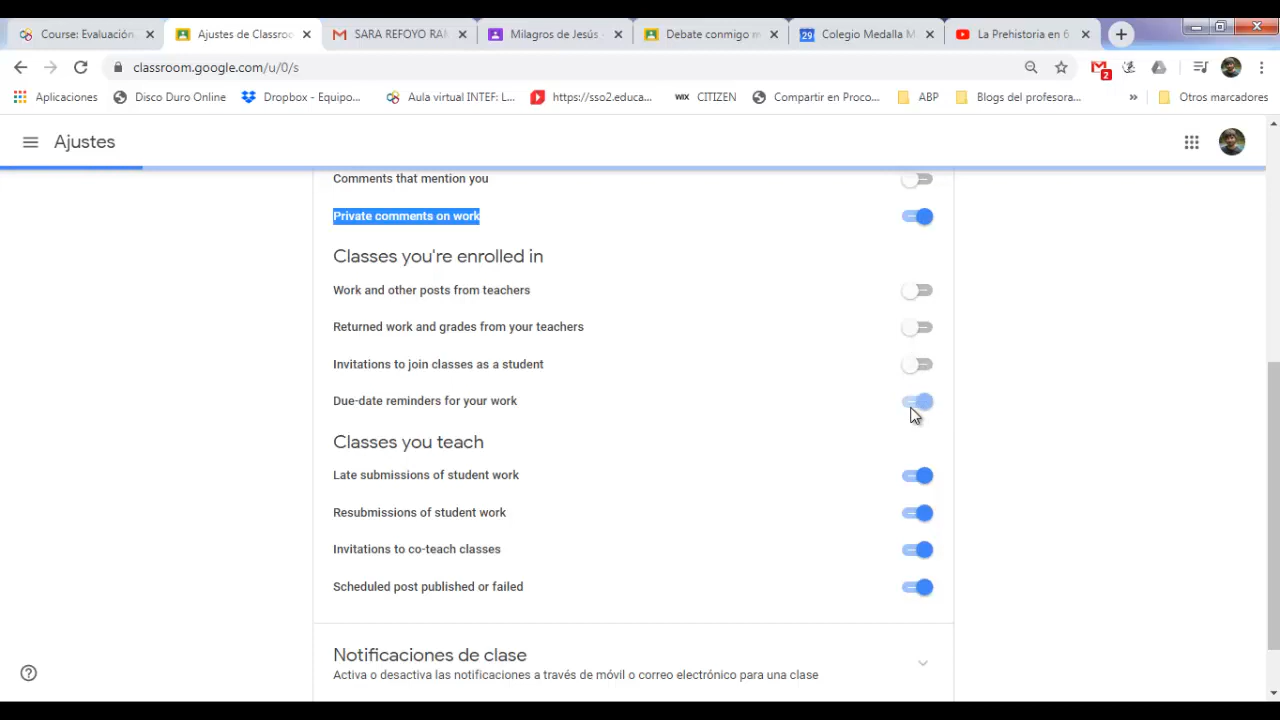 Course: Evaluación
Ajustes de Classroo
SARA REFOYO RAM
Milagros de Jesús -
Debate conmigo m
29
Colegio Medalla M
La Prehistoria en 6
classroom.google.com/u/0/s
2
Aplicaciones
Disco Duro Online
Dropbox - Equipo...
Aula virtual INTEF: L...
https://sso2.educa...
WIX CITIZEN
Compartir en Proco...
ABP
Blogs del profesora...
»
Otros marcadores
Ajustes
Comments that mention you
Private comments on work
Classes you're enrolled in
Work and other posts from teachers
Returned work and grades from your teachers
Invitations to join classes as a student
Due-date reminders for your work
Classes you teach
Late submissions of student work
Resubmissions of student work
Invitations to co-teach classes
Scheduled post published or failed
Notificaciones de clase
Activa o desactiva las notificaciones a través de móvil o correo electrónico para una clase